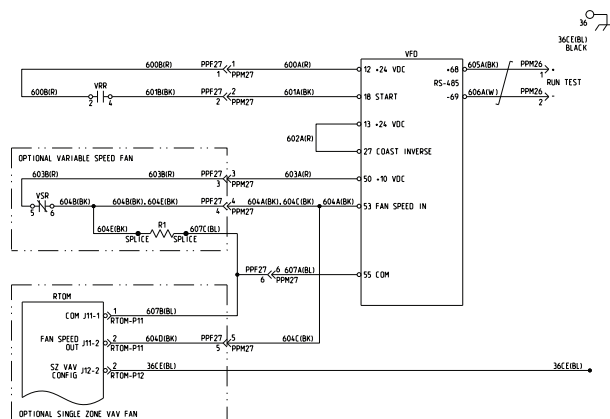 36
36CE(BL)
BLACK
VFD
600B(R) PPF27 1 600A(R) 12 +24 VDC +68 605A(BK) PPM26
1 PPM27 RS-485 1 RUN TEST
VRR
600B(R) 2 4 601B(BK) PPF27 2 601A(BK) 18 START -69 606A(W) PPM26
2 PPM27 2
13 +24 VDC
602A(R)
27 COAST INVERSE
OPTIONAL VARIABLE SPEED FAN
603B(R) 603B(R) PPF27 3 603A(R) 50 +10 VDC
3 PPM27
VSR
5 6 604B(BK) 604B(BK),604E(BK) PPF27 4 604A(BK),604C(BK) 604A(BK) 53 FAN SPEED IN
4 PPM27
R1
604E(BK) 607C(BL)
SPLICE SPLICE
PPF27 6 607A(BL) 55 COM
6 PPM27
RTOM
COM J11-1 1 607B(BL)
RTOM-P11
FAN SPEED
OUT J11-2 2 604D(BK) PPF27 5 604C(BK)
RTOM-P11 5 PPM27
SZ VAV
CONFIG J12-2 2 36CE(BL) 36CE(BL)
RTOM-P12
OPTIONAL SINGLE ZONE VAV FAN